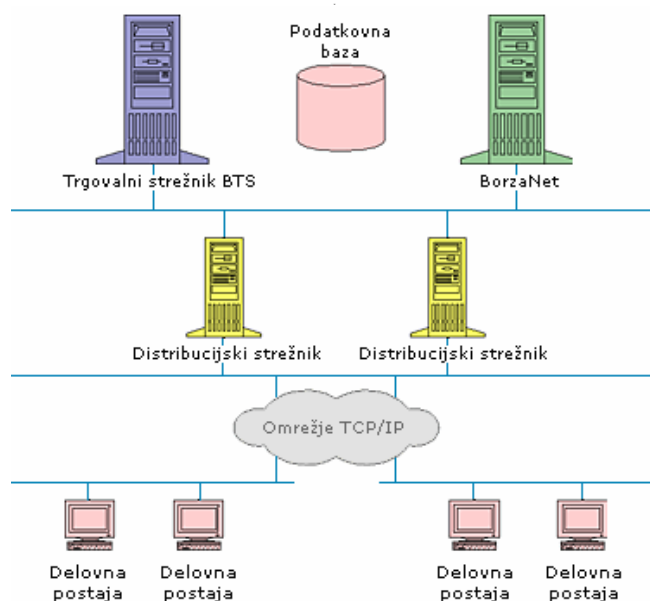 Podatkovna
baza
Trgovalni strežnik BTS
BorzaNet
Distribucijski strežnik
Distribucijski strežnik
Omrežje TCP/IP
Delovna
postaja
Delovna
postaja
Delovna
postaja
Delovna
postaja